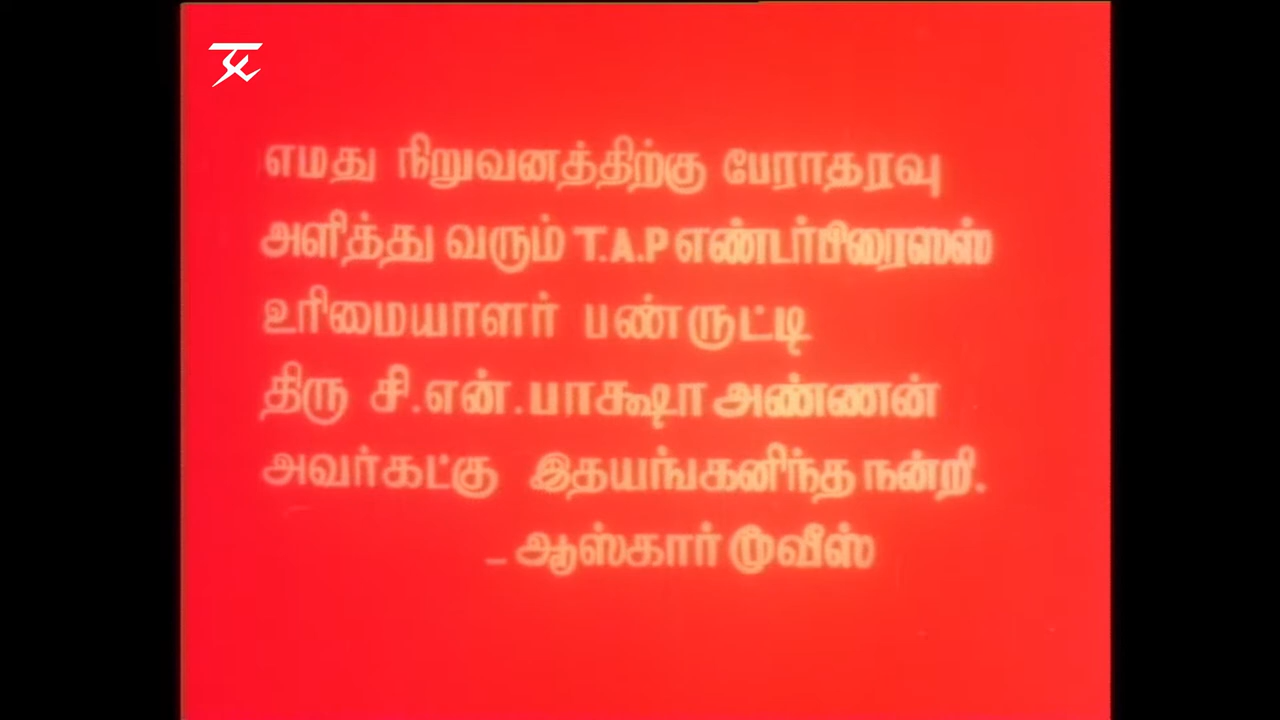 எமது நிறுவனத்திற்கு பேராதரவு
அளித்து வரும் T.A.P எண்டர்பிரைஸஸ்
உரிமையாளர் பண்ருட்டி
திரு சி.என்.பாக்ஷா அண்ணன்
அவர்கட்கு இதயங்கனிந்த நன்றி.
– ஆஸ்கார் மூவீஸ்